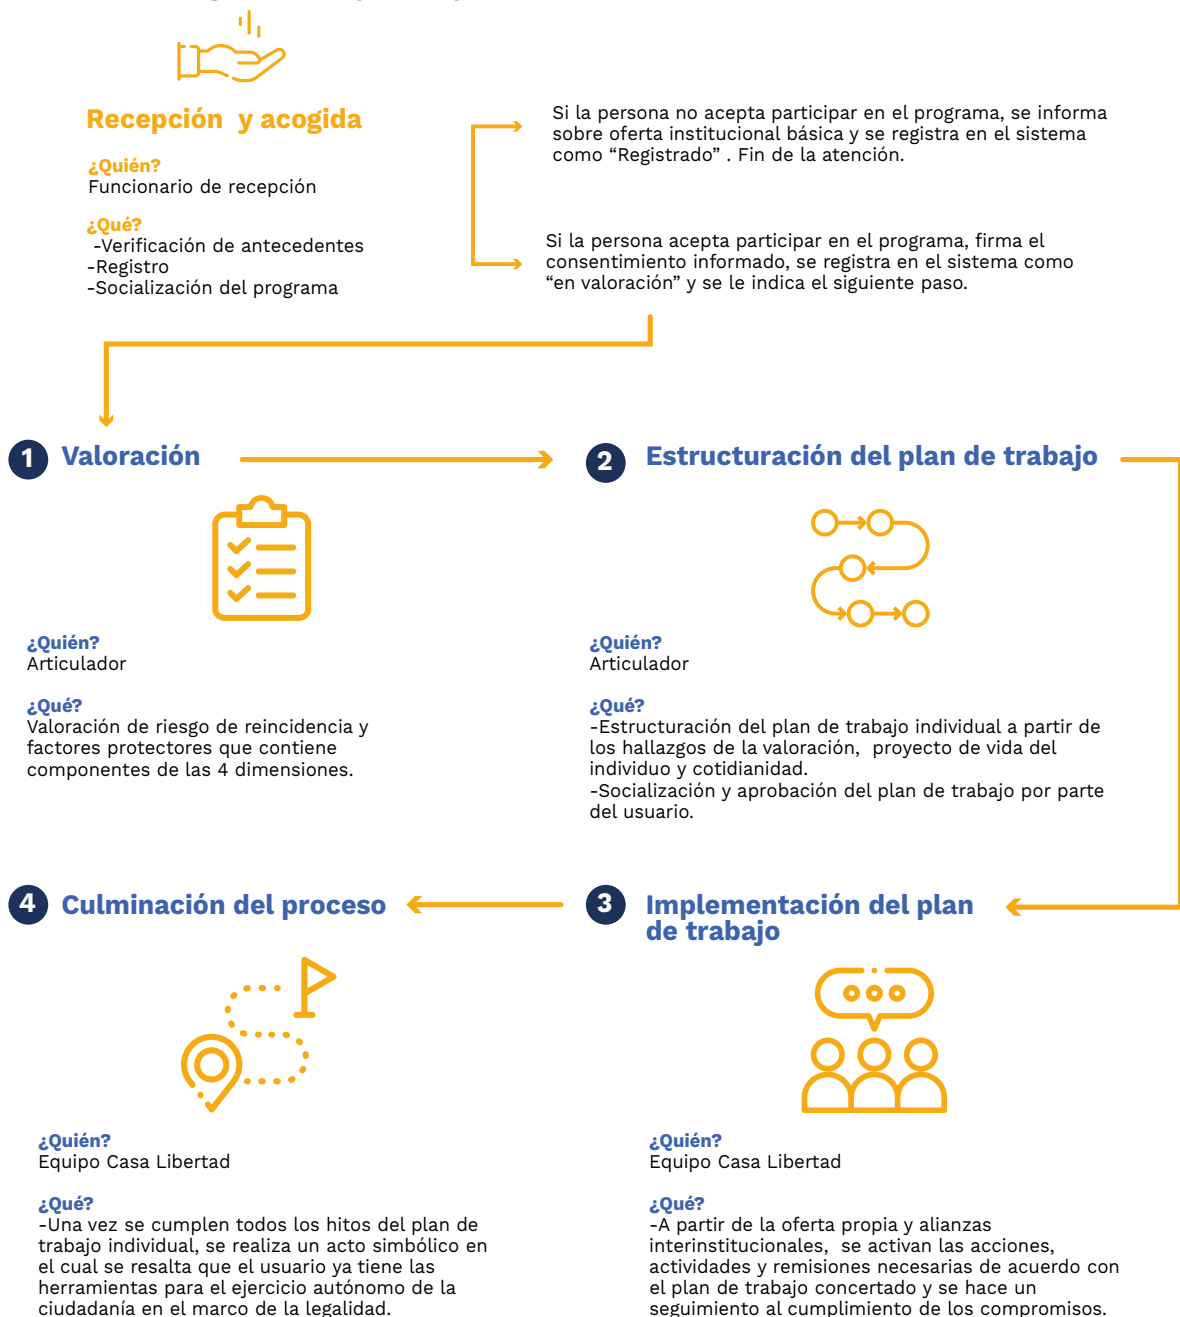 Recepción y acogida
¿Quién?
Funcionario de recepción
¿Qué?
-Verificación de antecedentes
-Registro
-Socialización del programa
Si la persona no acepta participar en el programa, se informa
sobre oferta institucional básica y se registra en el sistema
como “Registrado” . Fin de la atención.
Si la persona acepta participar en el programa, firma el
consentimiento informado, se registra en el sistema como
“en valoración” y se le indica el siguiente paso.
1 Valoración
¿Quién?
Articulador
¿Qué?
Valoración de riesgo de reincidencia y
factores protectores que contiene
componentes de las 4 dimensiones.
2 Estructuración del plan de trabajo
¿Quién?
Articulador
¿Qué?
-Estructuración del plan de trabajo individual a partir de
los hallazgos de la valoración, proyecto de vida del
individuo y cotidianidad.
-Socialización y aprobación del plan de trabajo por parte
del usuario.
3 Implementación del plan
de trabajo
¿Quién?
Equipo Casa Libertad
¿Qué?
-A partir de la oferta propia y alianzas
interinstitucionales, se activan las acciones,
actividades y remisiones necesarias de acuerdo con
el plan de trabajo concertado y se hace un
seguimiento al cumplimiento de los compromisos.
4 Culminación del proceso
¿Quién?
Equipo Casa Libertad
¿Qué?
-Una vez se cumplen todos los hitos del plan de
trabajo individual, se realiza un acto simbólico en
el cual se resalta que el usuario ya tiene las
herramientas para el ejercicio autónomo de la
ciudadanía en el marco de la legalidad.